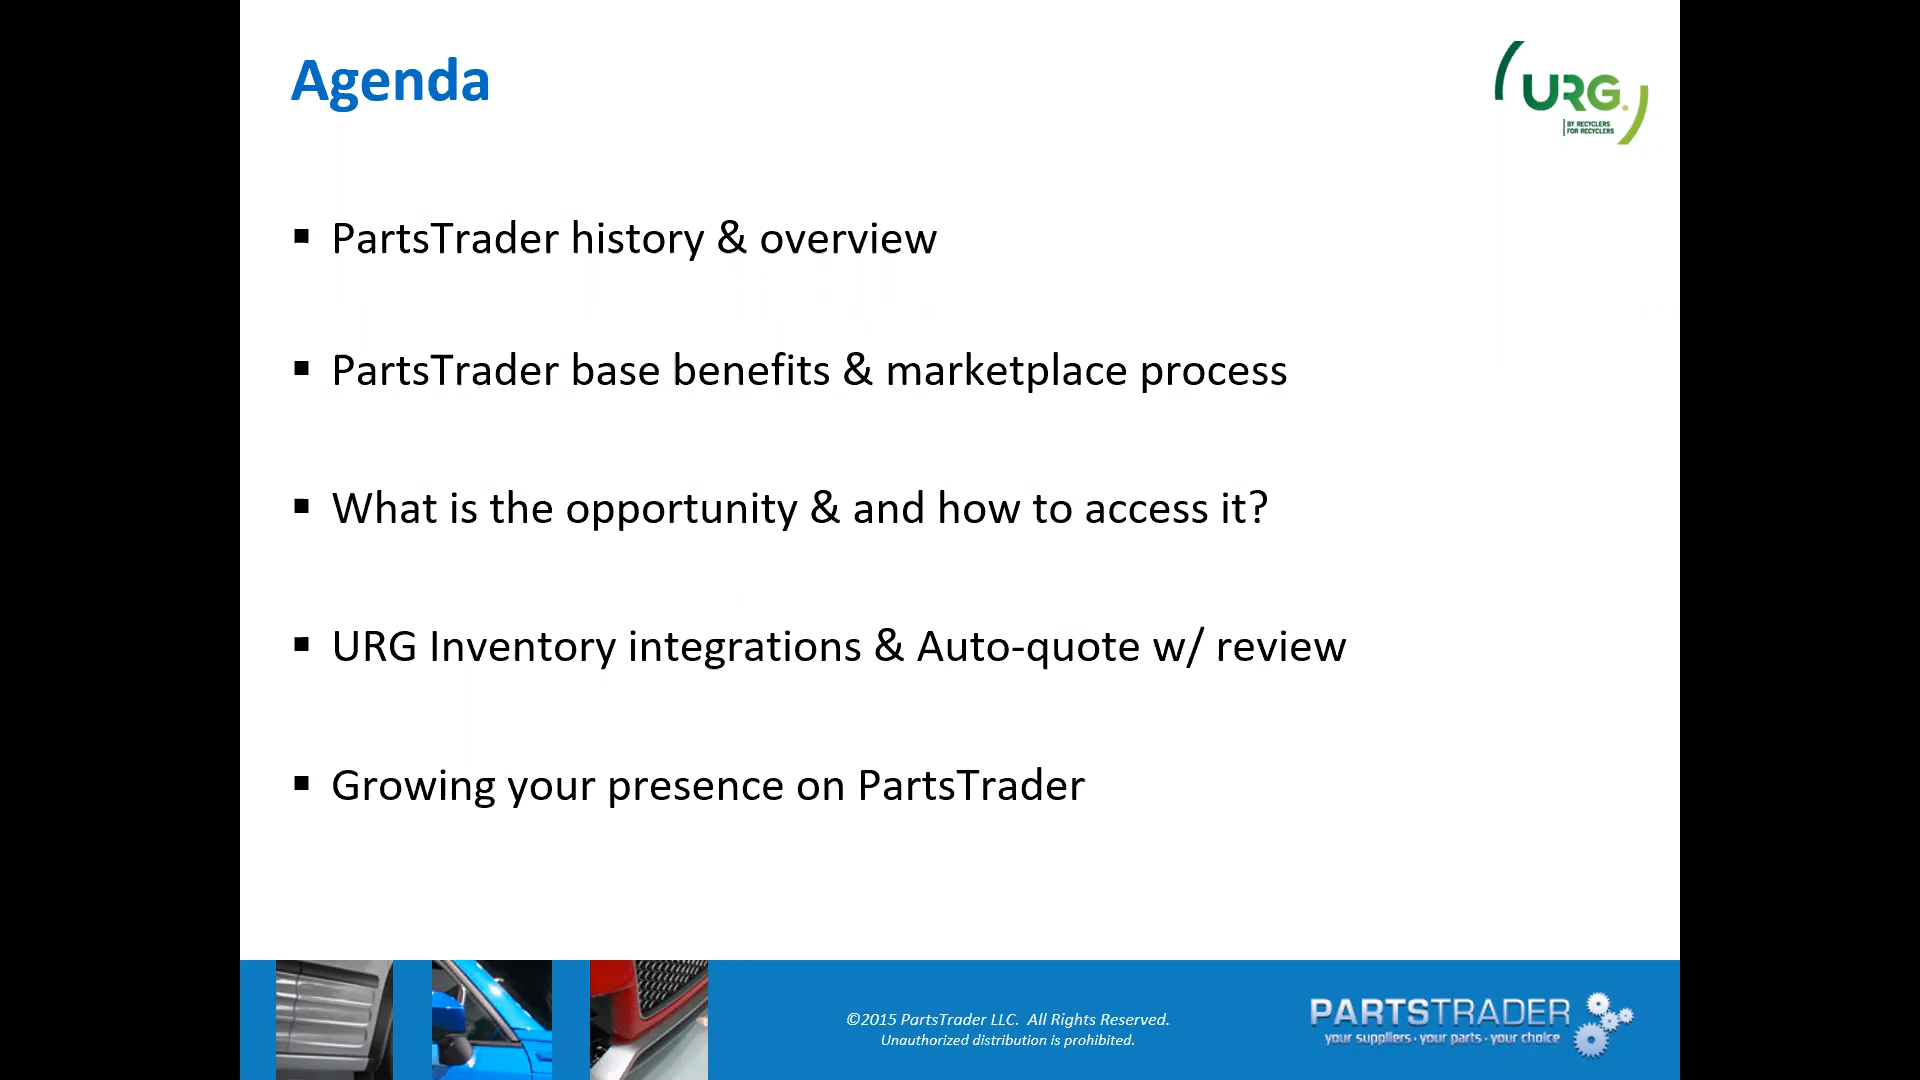 Agenda
URG.
BY RECYCLERS
FOR RECYCLERS
▪ PartsTrader history & overview
▪ PartsTrader base benefits & marketplace process
▪ What is the opportunity & and how to access it?
▪ URG Inventory integrations & Auto-quote w/ review
▪ Growing your presence on PartsTrader
©2015 PartsTrader LLC. All Rights Reserved.
Unauthorized distribution is prohibited.
PARTSTRADER
your suppliers · your parts · your choice